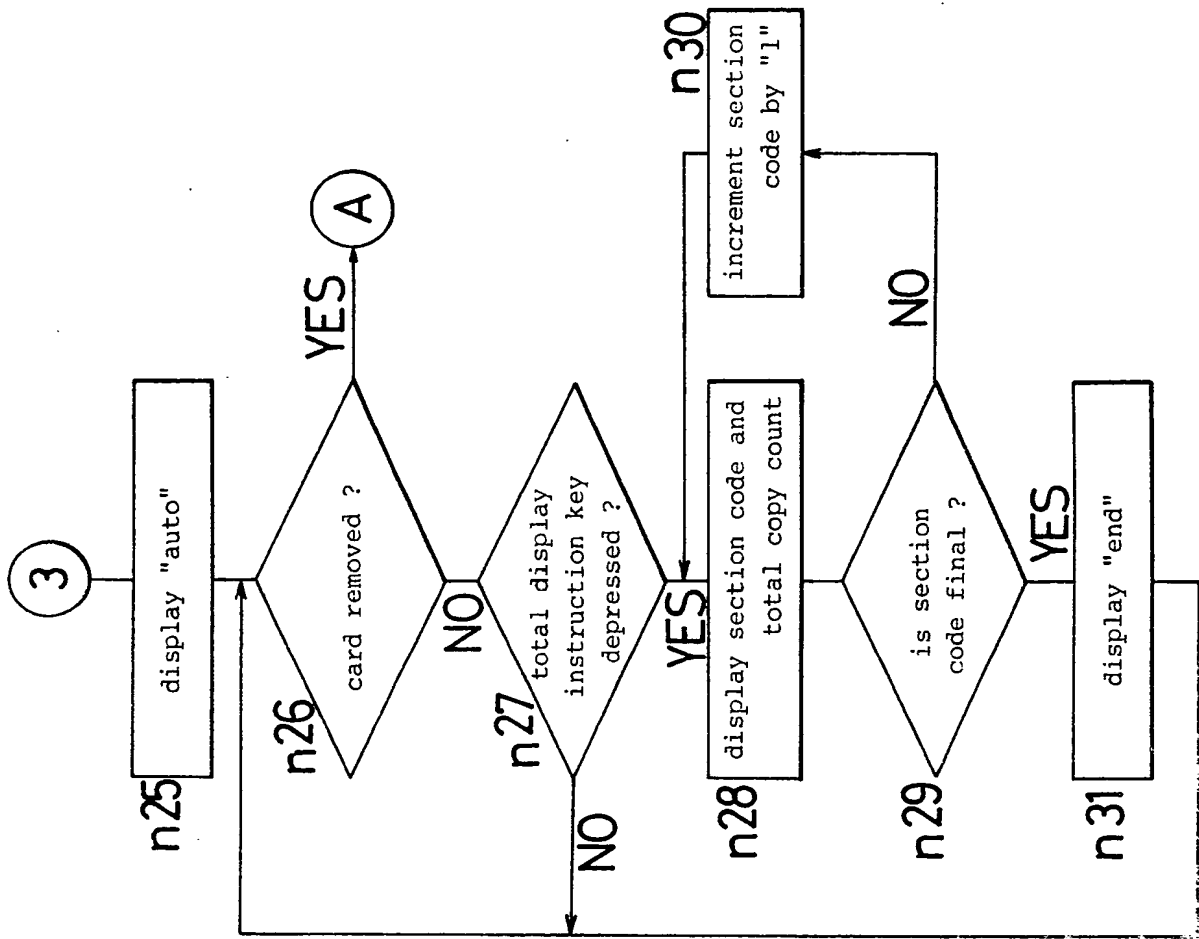 3
n25
display "auto"
n26
card removed ?
YES
A
NO
n27
total display
instruction key
depressed ?
NO
YES
n28
display section code and
total copy count
n30
increment section
code by "1"
n29
is section
code final ?
NO
YES
n31
display "end"